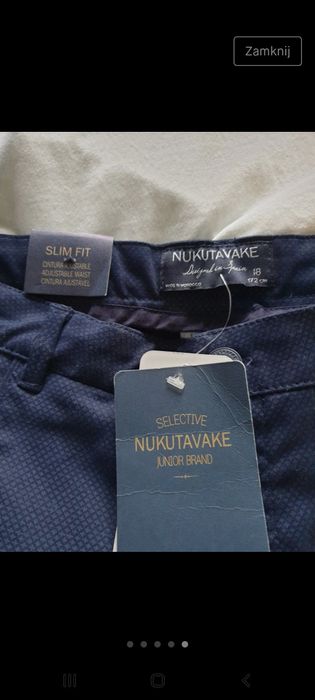 Zamknij
SLIM FIT
CINTURA AJUSTABLE
ADJUSTABLE WAIST
CINTURA AJUSTÁVEL
NUKUTAVAKE
Designed in Spain
18
MADE IN MOROCCO
172 cm
SELECTIVE
NUKUTAVAKE
JUNIOR BRAND